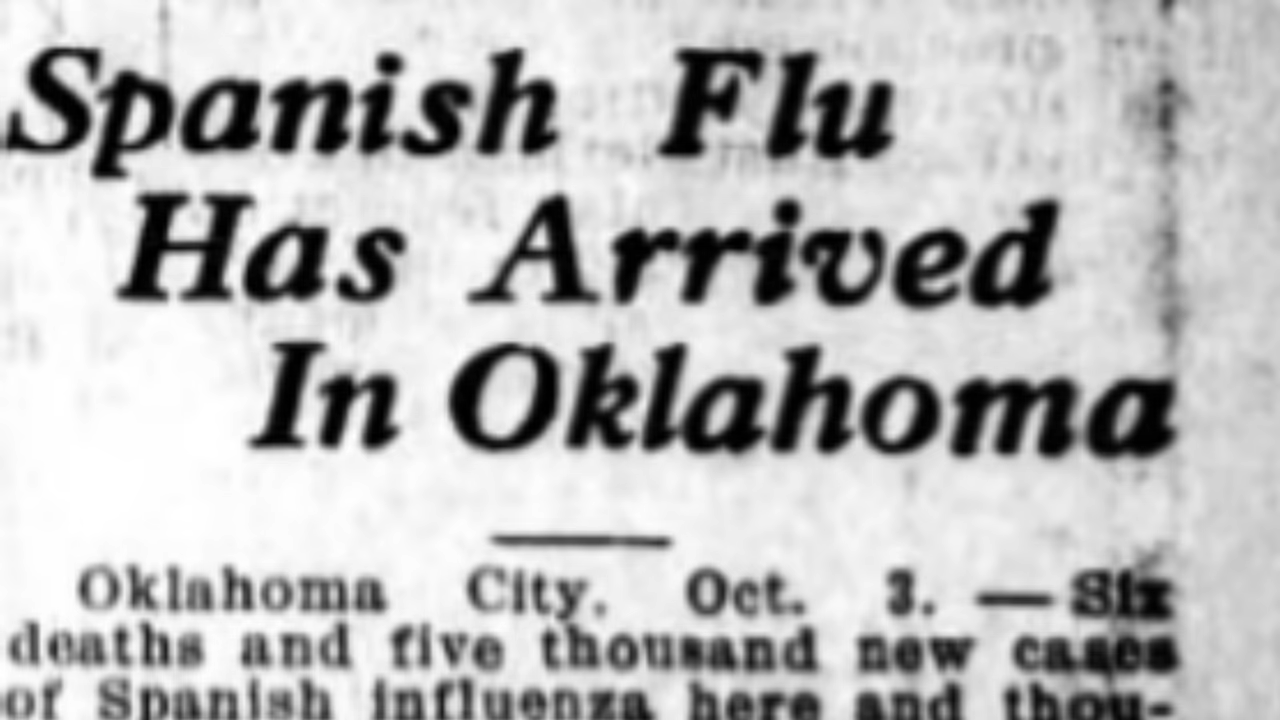 Spanish Flu
Has Arrived
In Oklahoma
Oklahoma City. Oct. 3. — Six
deaths and five thousand new cases
of Spanish influenza here and thou-